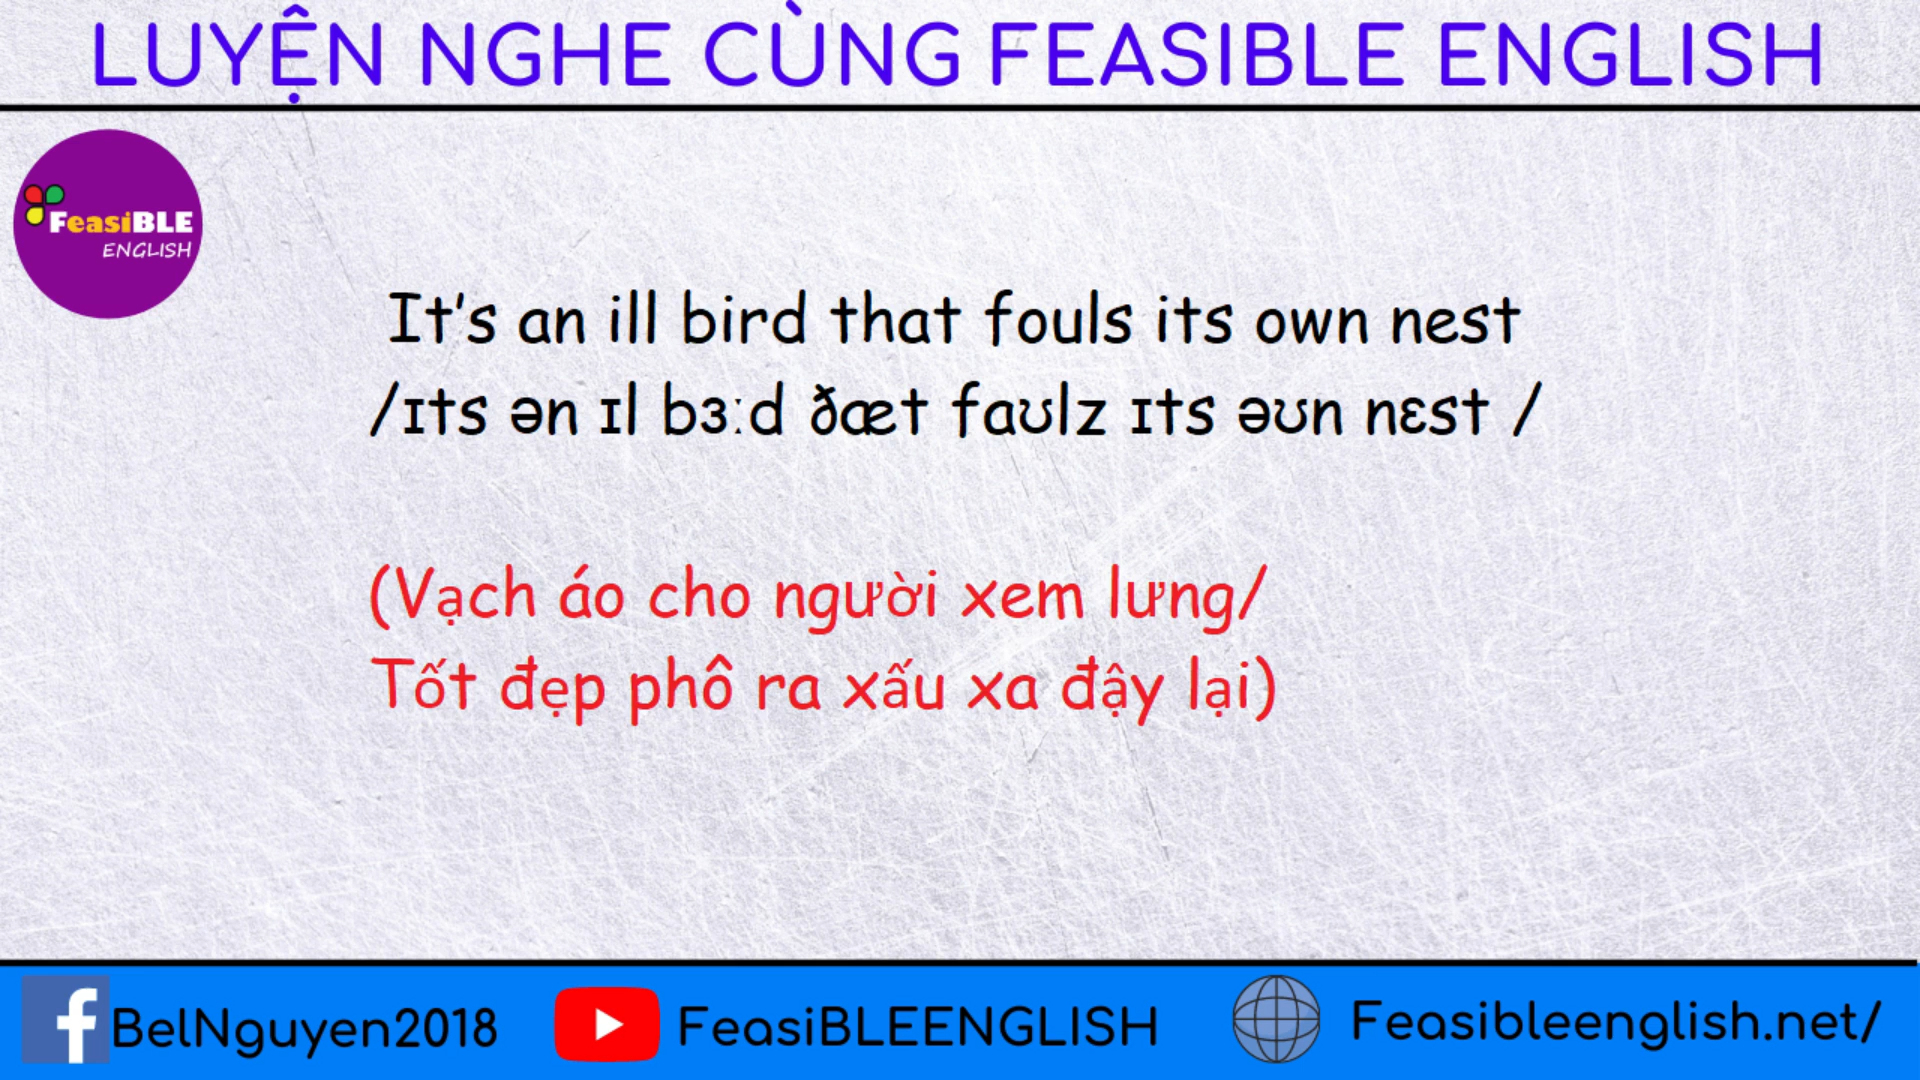 LUYỆN NGHE CÙNG FEASIBLE ENGLISH
FeasiBLE
ENGLISH
It's an ill bird that fouls its own nest
/ɪts ən ɪl bɜːd ðæt faʊlz ɪts əʊn nɛst /
(Vạch áo cho người xem lưng/
Tốt đẹp phô ra xấu xa đậy lại)
BelNguyen2018
FeasiBLEENGLISH
Feasibleenglish.net/